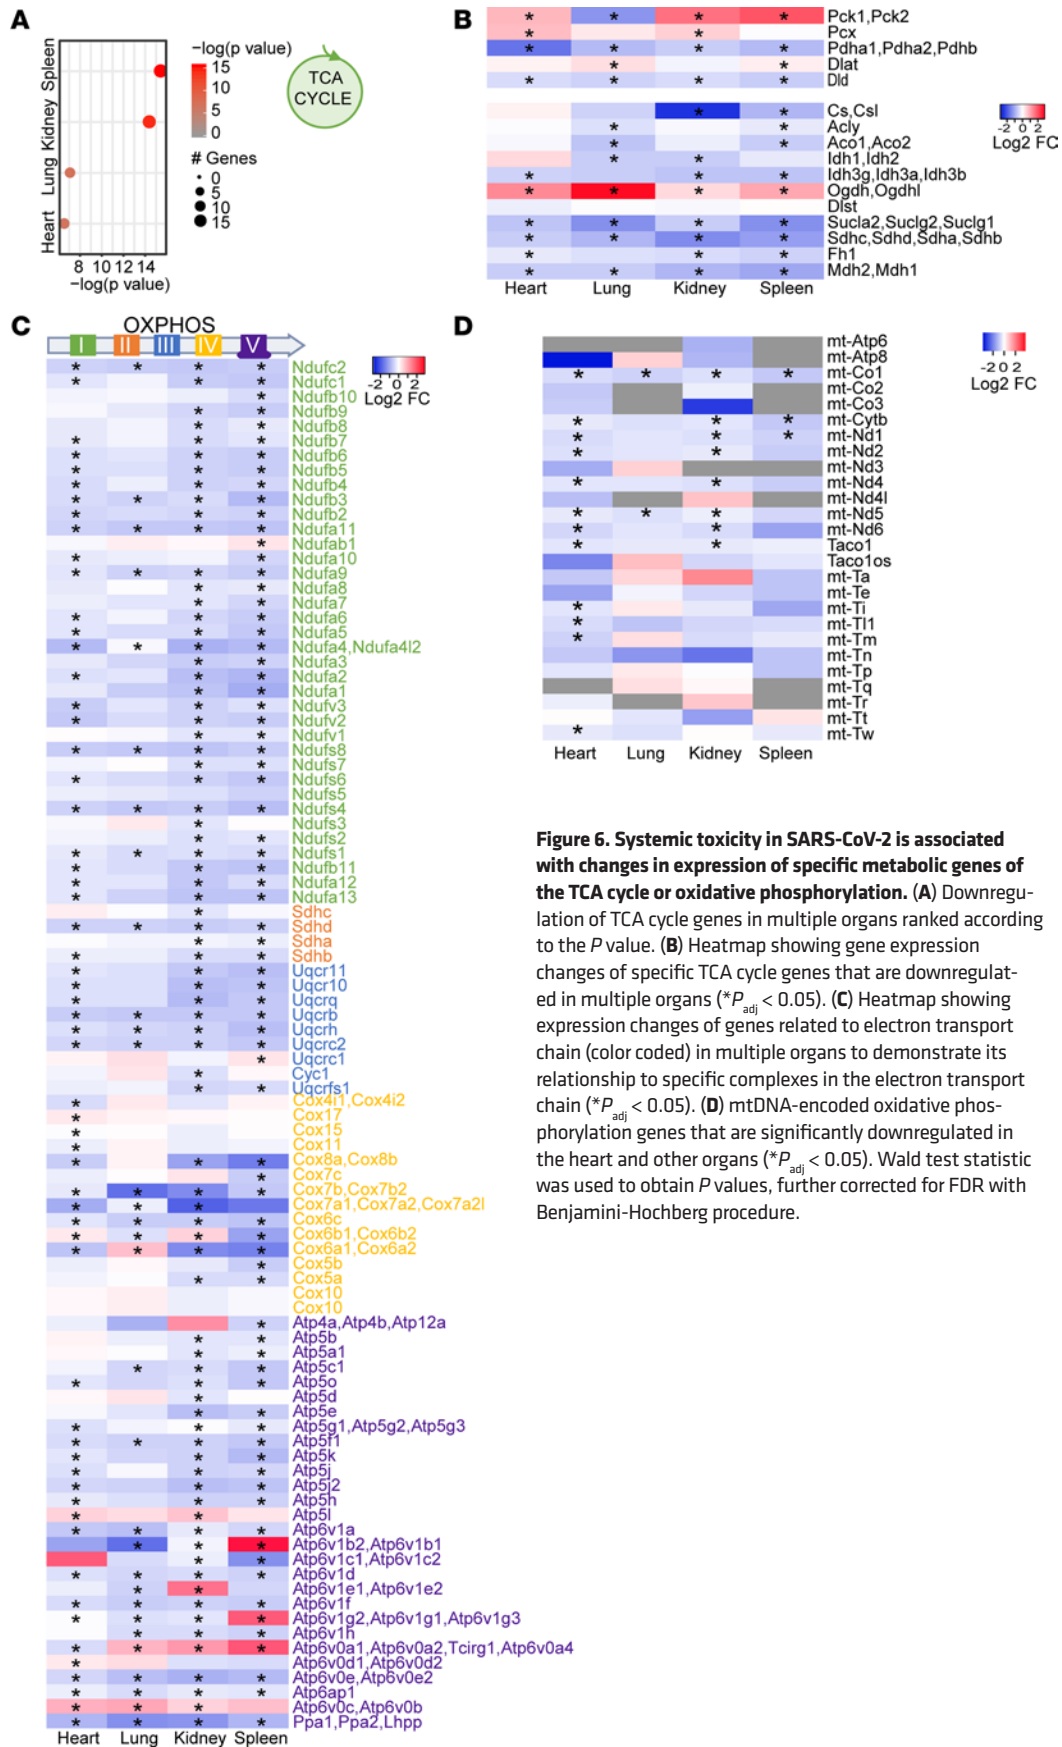 A
Spleen
Kidney
Lung
Heart
8 10 12 14
−log(p value)
−log(p value)
15
10
5
0
# Genes
0
5
10
15
TCA
CYCLE
B
Pck1,Pck2
Pcx
Pdha1,Pdha2,Pdhb
Dlat
Dld
Cs,Csl
Acly
Aco1,Aco2
Idh1,Idh2
Idh3g,Idh3a,Idh3b
Ogdh,Ogdhl
Dlst
Sucla2,Suclg2,Suclg1
Sdhc,Sdhd,Sdha,Sdhb
Fh1
Mdh2,Mdh1
Heart Lung Kidney Spleen
-2 0 2
Log2 FC
C
OXPHOS
I II III IV V
-2 0 2
Log2 FC
Ndufc2
Ndufc1
Ndufb10
Ndufb9
Ndufb8
Ndufb7
Ndufb6
Ndufb5
Ndufb4
Ndufb3
Ndufb2
Ndufa11
Ndufab1
Ndufa10
Ndufa9
Ndufa8
Ndufa7
Ndufa6
Ndufa5
Ndufa4,Ndufa4l2
Ndufa3
Ndufa2
Ndufa1
Ndufv3
Ndufv2
Ndufv1
Ndufs8
Ndufs7
Ndufs6
Ndufs5
Ndufs4
Ndufs3
Ndufs2
Ndufs1
Ndufb11
Ndufa12
Ndufa13
Sdhc
Sdhd
Sdha
Sdhb
Uqcr11
Uqcr10
Uqcrq
Uqcrb
Uqcrh
Uqcrc2
Uqcrc1
Cyc1
Uqcrfs1
Cox4i1,Cox4i2
Cox17
Cox15
Cox11
Cox8a,Cox8b
Cox7c
Cox7b,Cox7b2
Cox7a1,Cox7a2,Cox7a2l
Cox6c
Cox6b1,Cox6b2
Cox6a1,Cox6a2
Cox5b
Cox5a
Cox10
Cox10
Atp4a,Atp4b,Atp12a
Atp5b
Atp5a1
Atp5c1
Atp5o
Atp5d
Atp5e
Atp5g1,Atp5g2,Atp5g3
Atp5f1
Atp5k
Atp5j
Atp5j2
Atp5h
Atp5l
Atp6v1a
Atp6v1b2,Atp6v1b1
Atp6v1c1,Atp6v1c2
Atp6v1d
Atp6v1e1,Atp6v1e2
Atp6v1f
Atp6v1g2,Atp6v1g1,Atp6v1g3
Atp6v1h
Atp6v0a1,Atp6v0a2,Tcirg1,Atp6v0a4
Atp6v0d1,Atp6v0d2
Atp6v0e,Atp6v0e2
Atp6ap1
Atp6v0c,Atp6v0b
Ppa1,Ppa2,Lhpp
Heart Lung Kidney Spleen
D
mt-Atp6
mt-Atp8
mt-Co1
mt-Co2
mt-Co3
mt-Cytb
mt-Nd1
mt-Nd2
mt-Nd3
mt-Nd4
mt-Nd4l
mt-Nd5
mt-Nd6
Taco1
Taco1os
mt-Ta
mt-Te
mt-Ti
mt-Tl1
mt-Tm
mt-Tn
mt-Tp
mt-Tq
mt-Tr
mt-Tt
mt-Tw
Heart Lung Kidney Spleen
-2 0 2
Log2 FC
Figure 6. Systemic toxicity in SARS-CoV-2 is associated
with changes in expression of specific metabolic genes of
the TCA cycle or oxidative phosphorylation. (A) Downregu-
lation of TCA cycle genes in multiple organs ranked according
to the P value. (B) Heatmap showing gene expression
changes of specific TCA cycle genes that are downregulat-
ed in multiple organs (*Padj < 0.05). (C) Heatmap showing
expression changes of genes related to electron transport
chain (color coded) in multiple organs to demonstrate its
relationship to specific complexes in the electron transport
chain (*Padj < 0.05). (D) mtDNA-encoded oxidative phos-
phorylation genes that are significantly downregulated in
the heart and other organs (*Padj < 0.05). Wald test statistic
was used to obtain P values, further corrected for FDR with
Benjamini-Hochberg procedure.